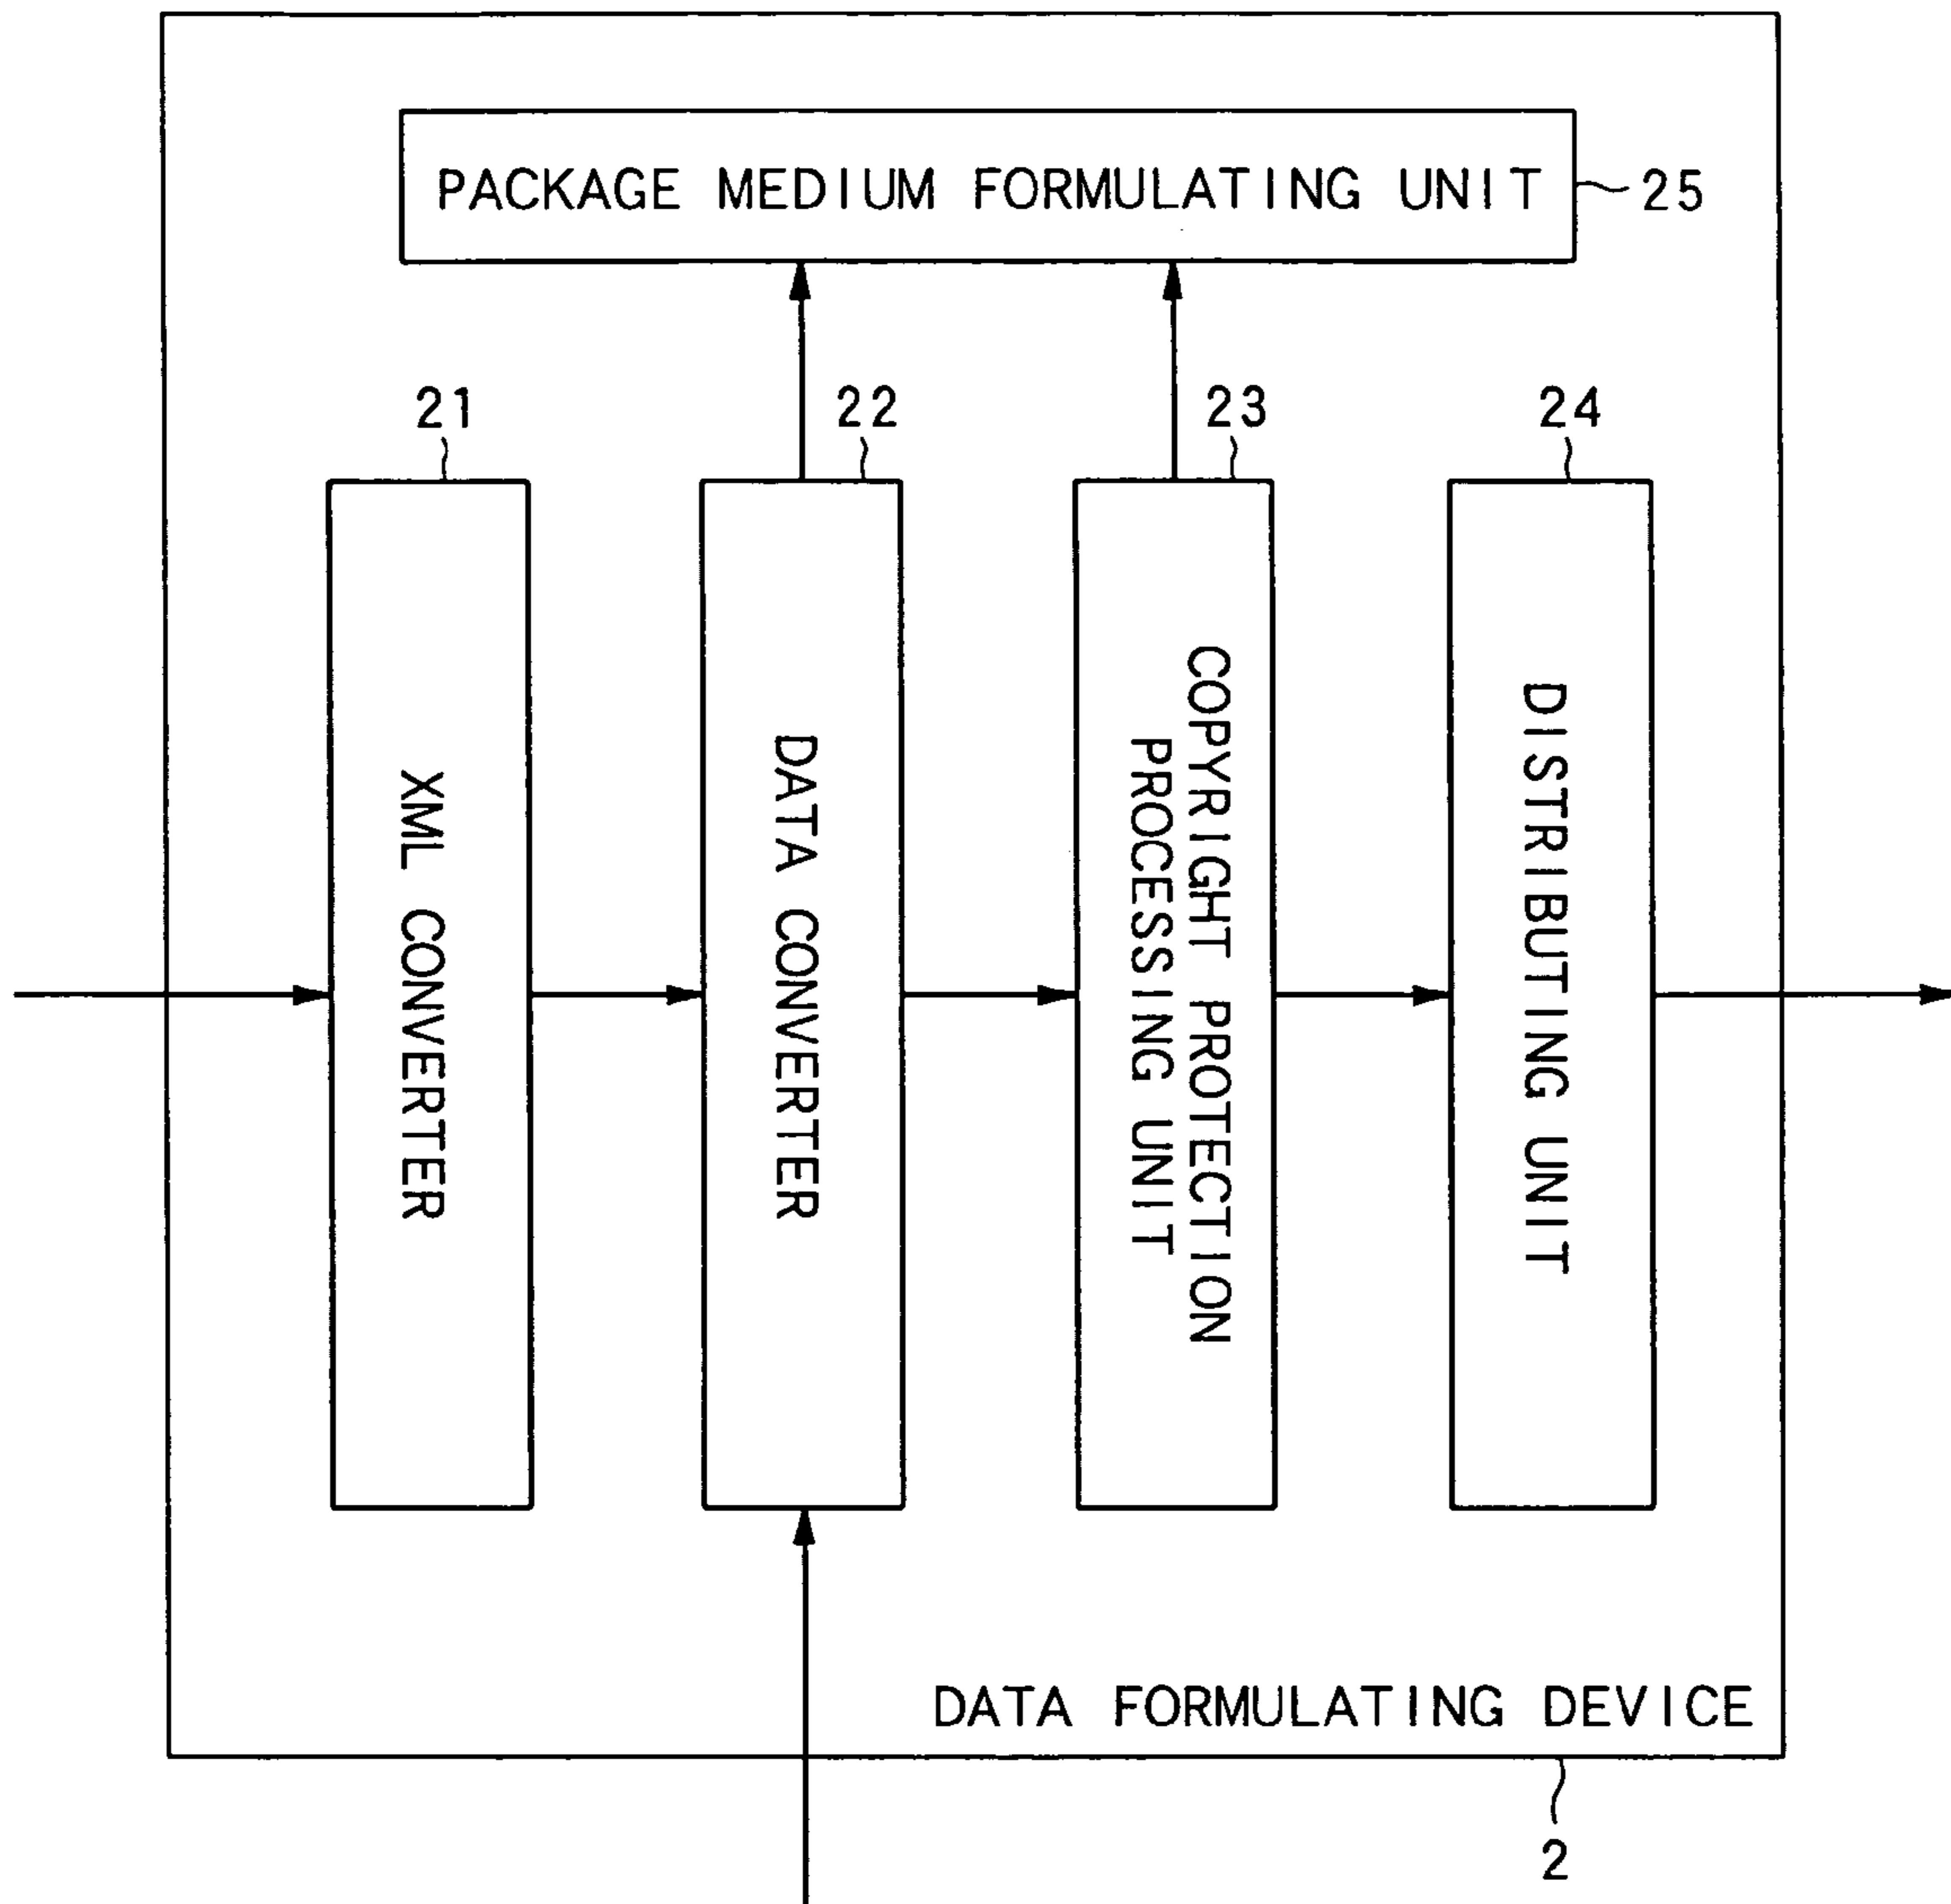 PACKAGE MEDIUM FORMULATING UNIT
25
21
22
23
24
XML CONVERTER
DATA CONVERTER
COPYRIGHT PROTECTION
PROCESSING UNIT
DISTRIBUTING UNIT
DATA FORMULATING DEVICE
2